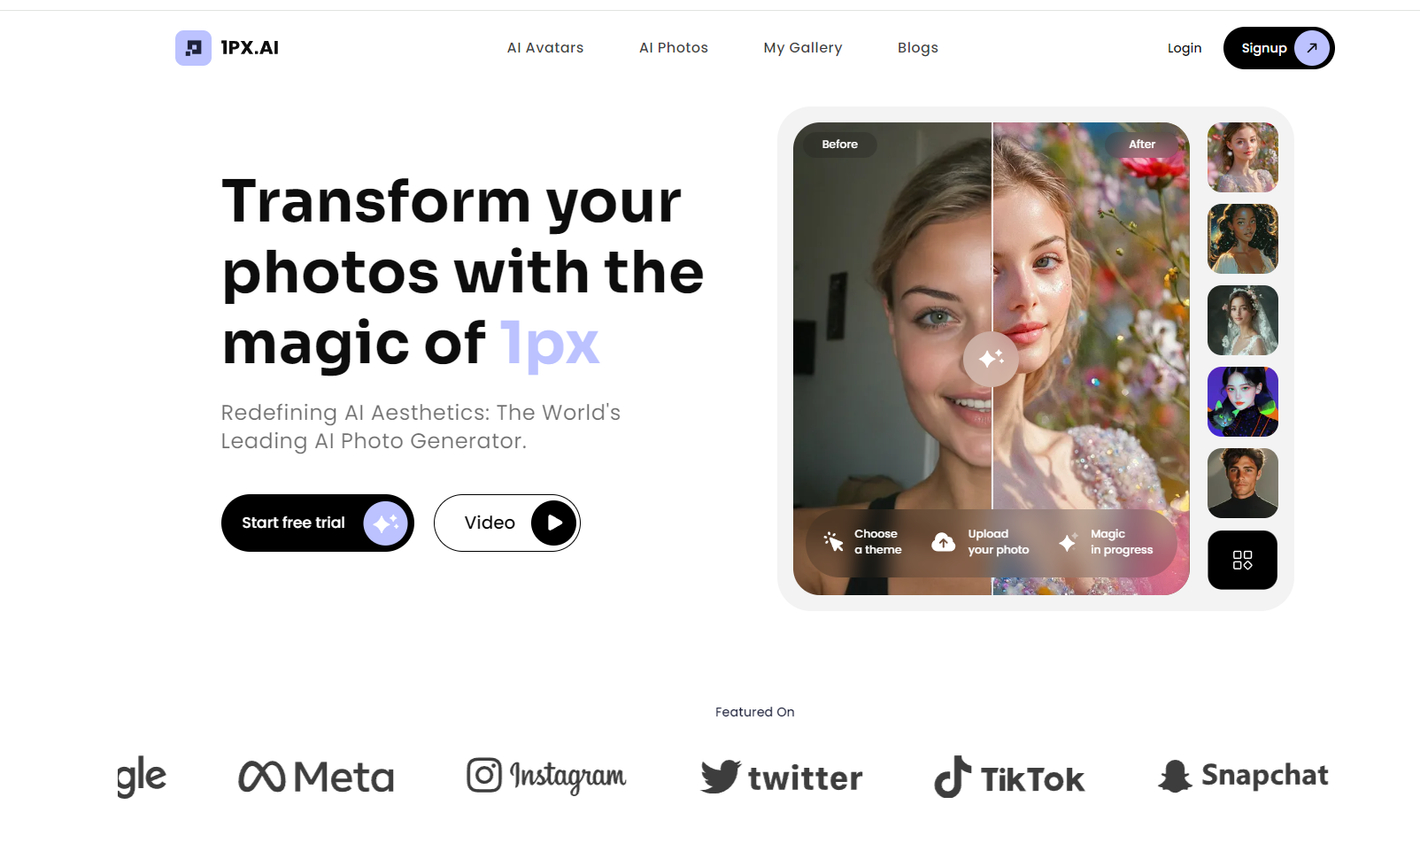 1PX.AI
AI Avatars
AI Photos
My Gallery
Blogs
Login
Signup
Transform your
photos with the
magic of 1px
Redefining AI Aesthetics: The World's
Leading AI Photo Generator.
Start free trial
Video
Before
After
Choose
a theme
Upload
your photo
Magic
in progress
Featured On
gle
Meta
Instagram
twitter
TikTok
Snapchat